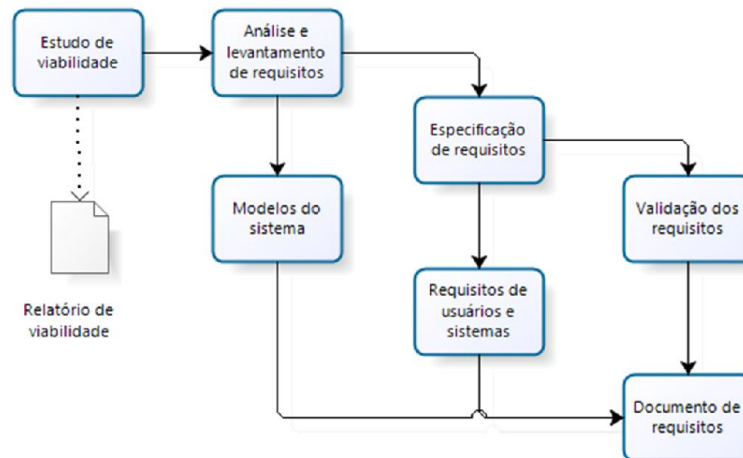 Estudo de
viabilidade
Análise e
levantamento
de requisitos
Especificação
de requisitos
Modelos do
sistema
Validação dos
requisitos
Relatório de
viabilidade
Requisitos de
usuários e
sistemas
Documento de
requisitos